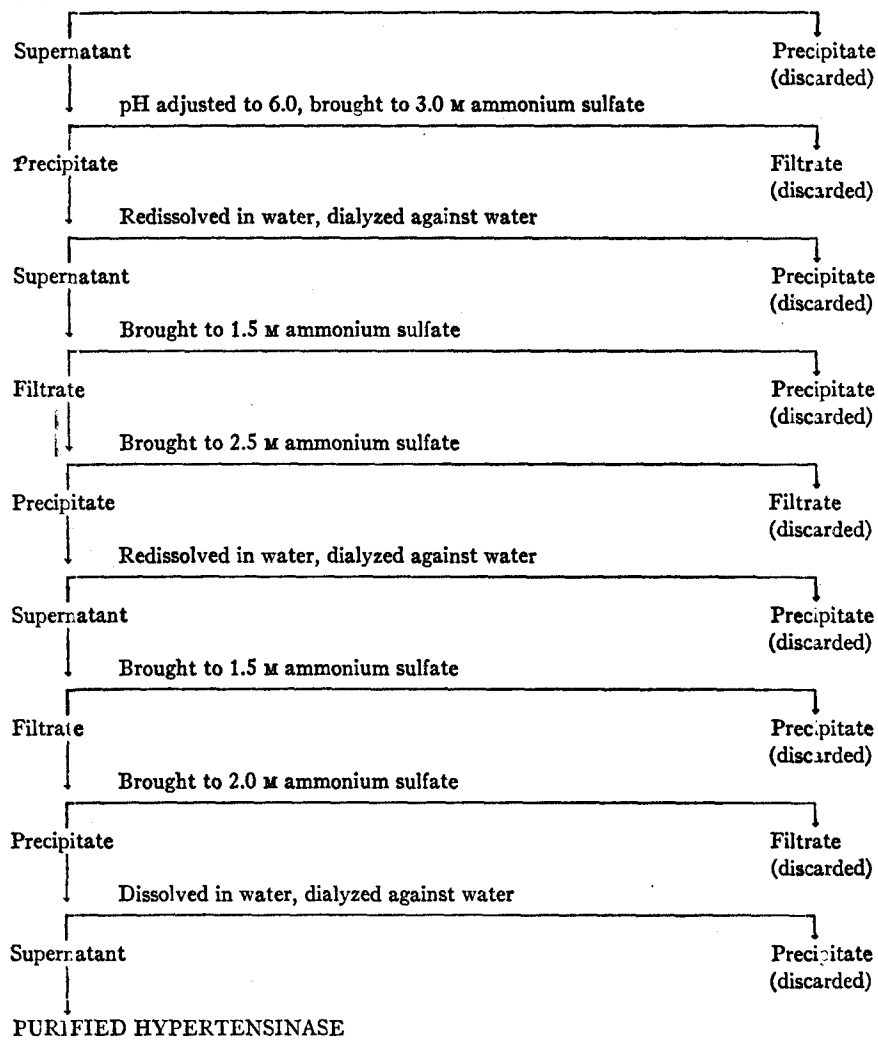 Supernatant Precipitate
(discarded)
pH adjusted to 6.0, brought to 3.0 M ammonium sulfate
Precipitate Filtrate
(discarded)
Redissolved in water, dialyzed against water
Supernatant Precipitate
(discarded)
Brought to 1.5 M ammonium sulfate
Filtrate Precipitate
(discarded)
Brought to 2.5 M ammonium sulfate
Precipitate Filtrate
(discarded)
Redissolved in water, dialyzed against water
Supernatant Precipitate
(discarded)
Brought to 1.5 M ammonium sulfate
Filtrate Precipitate
(discarded)
Brought to 2.0 M ammonium sulfate
Precipitate Filtrate
(discarded)
Dissolved in water, dialyzed against water
Supernatant Precipitate
(discarded)
PURIFIED HYPERTENSINASE